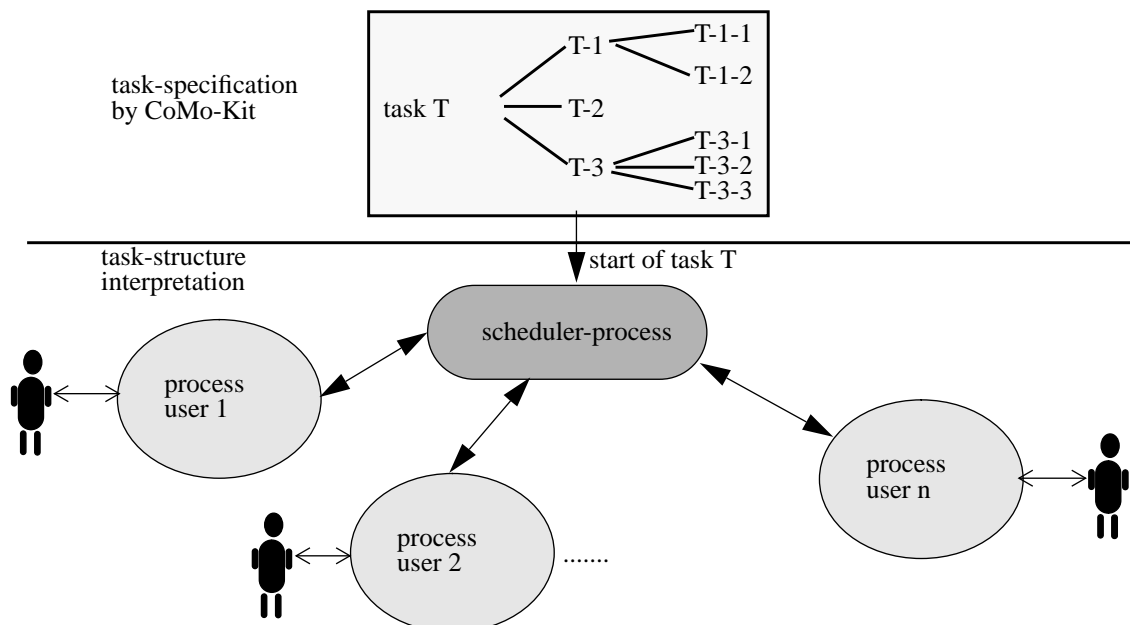 task-specification
by CoMo-Kit
task T
T-1
T-2
T-3
T-1-1
T-1-2
T-3-1
T-3-2
T-3-3
task-structure
interpretation
start of task T
scheduler-process
process
user 1
process
user 2
.......
process
user n